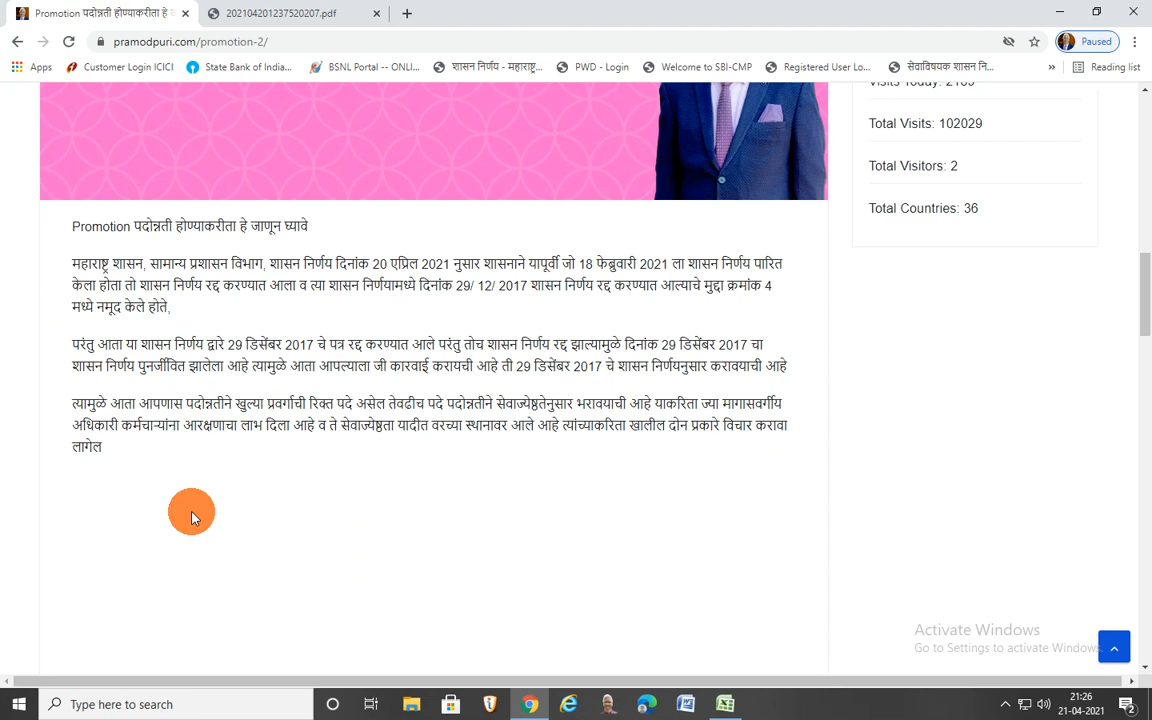 Promotion पदोन्नती होण्याकरीता हे
202104201237520207.pdf
pramodpuri.com/promotion-2/
Paused
Apps
Customer Login ICICI
State Bank of India...
BSNL Portal -- ONLI...
शासन निर्णय - महाराष्ट्र...
PWD - Login
Welcome to SBI-CMP
Registered User Lo...
सेवाविषयक शासन नि...
»
Reading list
Visits Today: 2105
Total Visits: 102029
Total Visitors: 2
Total Countries: 36
Promotion पदोन्नती होण्याकरीता हे जाणून घ्यावे
महाराष्ट्र शासन, सामान्य प्रशासन विभाग, शासन निर्णय दिनांक 20 एप्रिल 2021 नुसार शासनाने यापूर्वी जो 18 फेब्रुवारी 2021 ला शासन निर्णय पारित
केला होता तो शासन निर्णय रद्द करण्यात आला व त्या शासन निर्णयामध्ये दिनांक 29/ 12/ 2017 शासन निर्णय रद्द करण्यात आल्याचे मुद्दा क्रमांक 4
मध्ये नमूद केले होते,
परंतु आता या शासन निर्णय द्वारे 29 डिसेंबर 2017 चे पत्र रद्द करण्यात आले परंतु तोच शासन निर्णय रद्द झाल्यामुळे दिनांक 29 डिसेंबर 2017 चा
शासन निर्णय पुनर्जीवित झालेला आहे त्यामुळे आता आपल्याला जी कारवाई करायची आहे ती 29 डिसेंबर 2017 चे शासन निर्णयनुसार करावयाची आहे
त्यामुळे आता आपणास पदोन्नतीने खुल्या प्रवर्गाची रिक्त पदे असेल तेवढीच पदे पदोन्नतीने सेवाज्येष्ठतेनुसार भरावयाची आहे याकरिता ज्या मागासवर्गीय
अधिकारी कर्मचाऱ्यांना आरक्षणाचा लाभ दिला आहे व ते सेवाज्येष्ठता यादीत वरच्या स्थानावर आले आहे त्यांच्याकरिता खालील दोन प्रकारे विचार करावा
लागेल
Activate Windows
Go to Settings to activate Windows.
Type here to search
21:26
21-04-2021
2